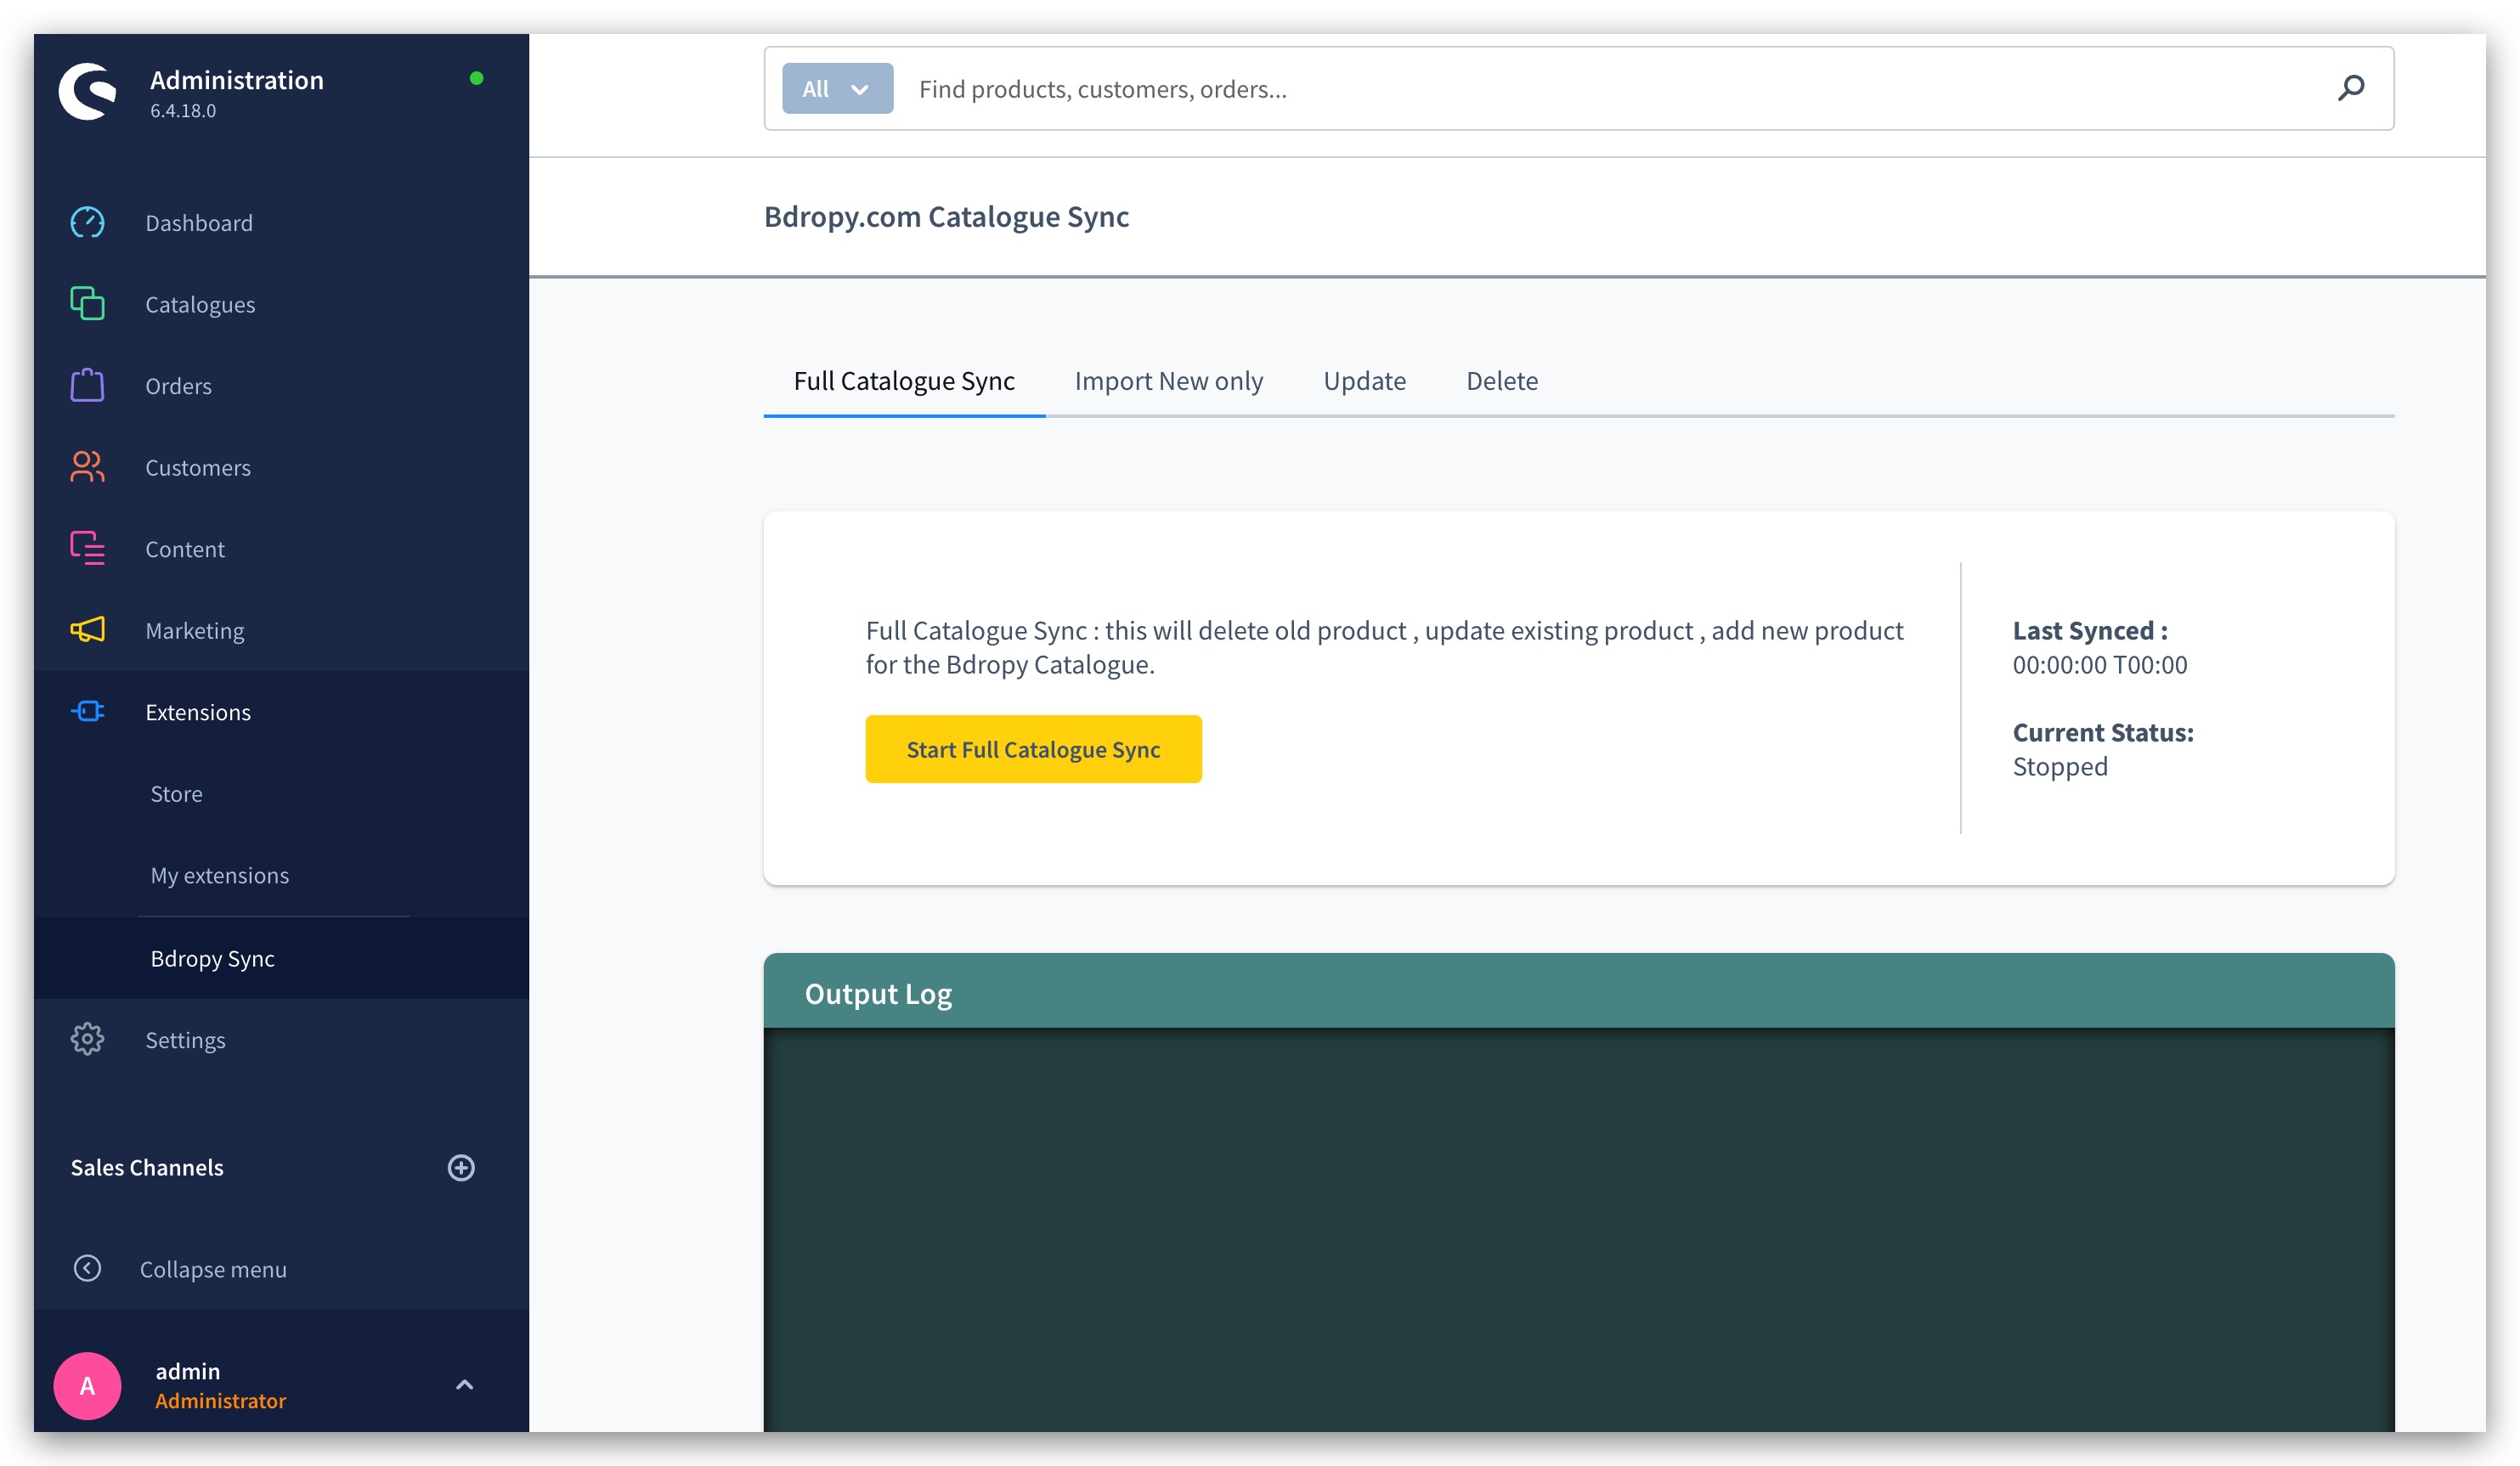 Administration
6.4.18.0
Dashboard
Catalogues
Orders
Customers
Content
Marketing
Extensions
Store
My extensions
Bdropy Sync
Settings
Sales Channels
Collapse menu
A
admin
Administrator
All
Find products, customers, orders...
Bdropy.com Catalogue Sync
Full Catalogue Sync
Import New only
Update
Delete
Full Catalogue Sync : this will delete old product , update existing product , add new product
for the Bdropy Catalogue.
Start Full Catalogue Sync
Last Synced :
00:00:00 T00:00
Current Status:
Stopped
Output Log